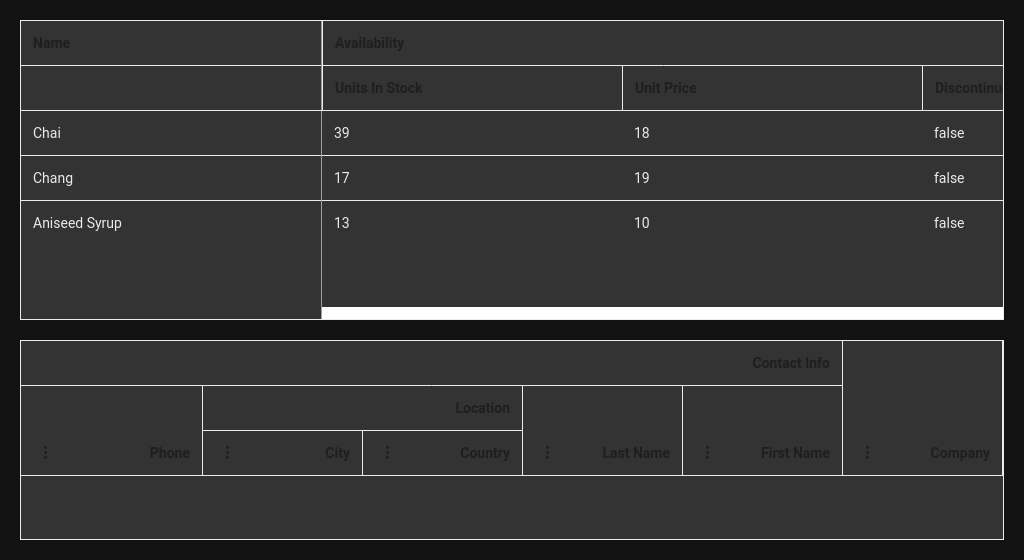 Name Availability
Units In Stock Unit Price Discontinu
Chai 39 18 false
Chang 17 19 false
Aniseed Syrup 13 10 false
Contact Info
Location
Phone City Country Last Name First Name Company